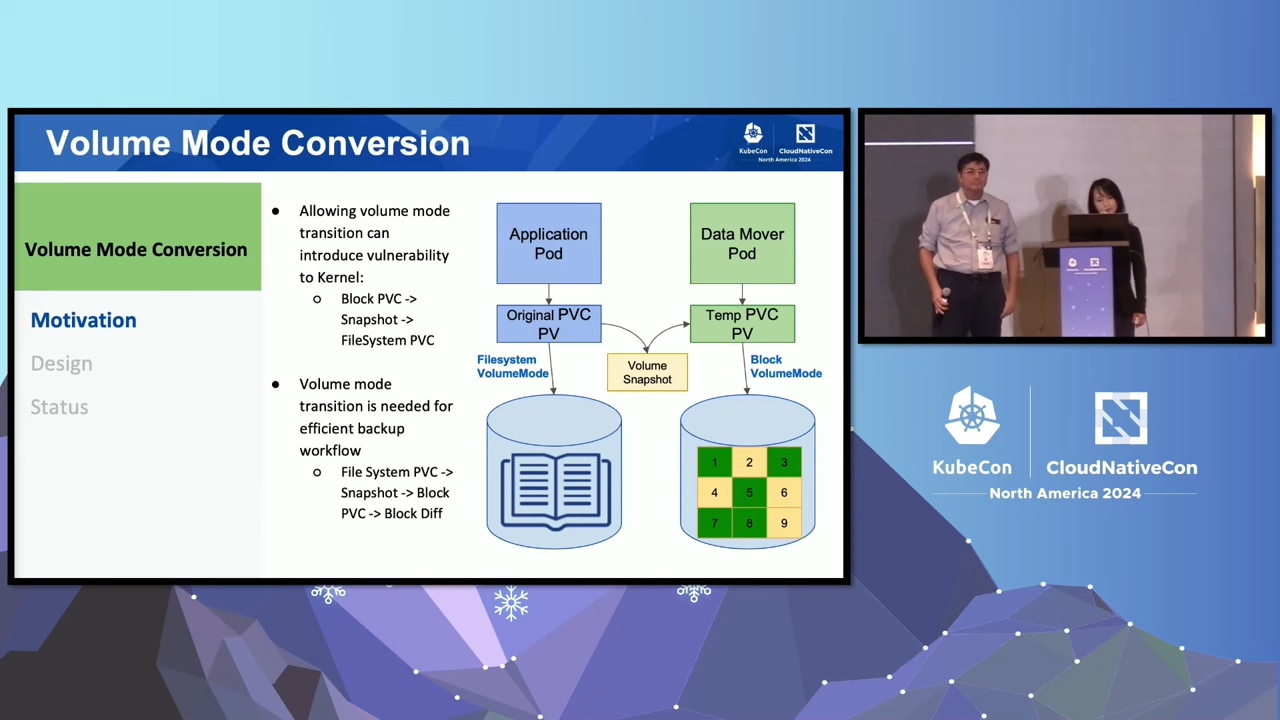 Volume Mode Conversion
KubeCon
CloudNativeCon
North America 2024
Volume Mode Conversion
Motivation
Design
Status
● Allowing volume mode
transition can
introduce vulnerability
to Kernel:
○ Block PVC ->
Snapshot ->
FileSystem PVC
● Volume mode
transition is needed for
efficient backup
workflow
○ File System PVC ->
Snapshot -> Block
PVC -> Block Diff
Application
Pod
Data Mover
Pod
Original PVC
PV
Temp PVC
PV
Filesystem
VolumeMode
Volume
Snapshot
Block
VolumeMode
1 2 3
4 5 6
7 8 9
KubeCon
CloudNativeCon
KubeCon
CloudNativeCon
North America 2024